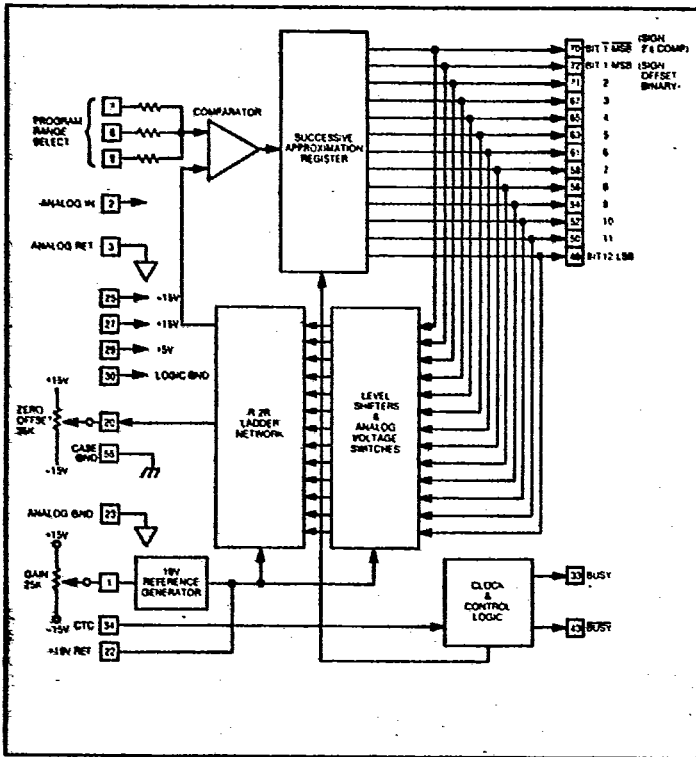 70 BIT 1 MSB (SIGN 2's COMP)
72 BIT 1 MSB (SIGN OFFSET BINARY)
71 2
67 3
65 4
63 5
61 6
58 7
56 8
54 9
52 10
50 11
BIT 12 LSB
PROGRAM RANGE SELECT
7
9
COMPARATOR
SUCCESSIVE APPROXIMATION REGISTER
ANALOG IN 2
ANALOG RET 3
25 -15V
27 +15V
29 +5V
30 LOGIC GND
+15V
ZERO OFFSET
20
-15V
CASE GND 55
R 2R LADDER NETWORK
LEVEL SHIFTERS & ANALOG VOLTAGE SWITCHES
ANALOG GND 23
+15V
GAIN 25K
1
REFERENCE GENERATOR
-15V
CTC 34
RET 22
CLOCK & CONTROL LOGIC
33 BUSY
43 BUSY